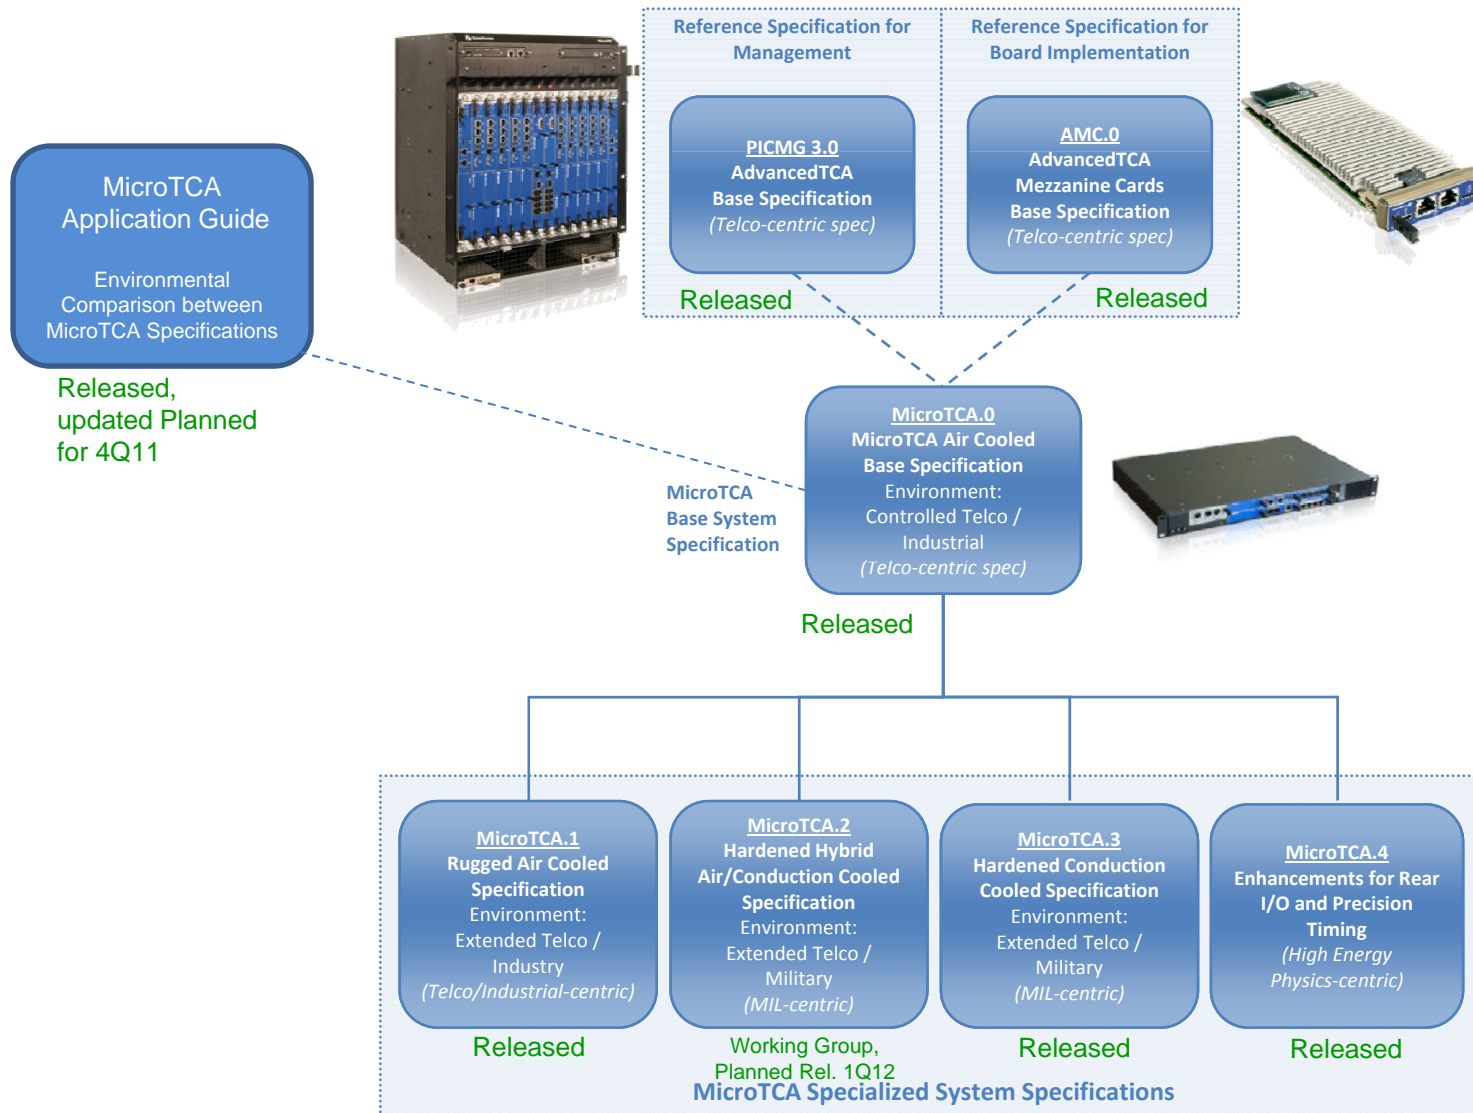 Reference Specification for
Management
Reference Specification for
Board Implementation
PICMG 3.0
AdvancedTCA
Base Specification
(Telco-centric spec)
Released
AMC.0
AdvancedTCA
Mezzanine Cards
Base Specification
(Telco-centric spec)
Released
MicroTCA
Application Guide
Environmental
Comparison between
MicroTCA Specifications
Released,
updated Planned
for 4Q11
MicroTCA.0
MicroTCA Air Cooled
Base Specification
Environment:
Controlled Telco /
Industrial
(Telco-centric spec)
MicroTCA
Base System
Specification
Released
MicroTCA.1
Rugged Air Cooled
Specification
Environment:
Extended Telco /
Industry
(Telco/Industrial-centric)
Released
MicroTCA.2
Hardened Hybrid
Air/Conduction Cooled
Specification
Environment:
Extended Telco /
Military
(MIL-centric)
Working Group,
Planned Rel. 1Q12
MicroTCA.3
Hardened Conduction
Cooled Specification
Environment:
Extended Telco /
Military
(MIL-centric)
Released
MicroTCA.4
Enhancements for Rear
I/O and Precision
Timing
(High Energy
Physics-centric)
Released
MicroTCA Specialized System Specifications